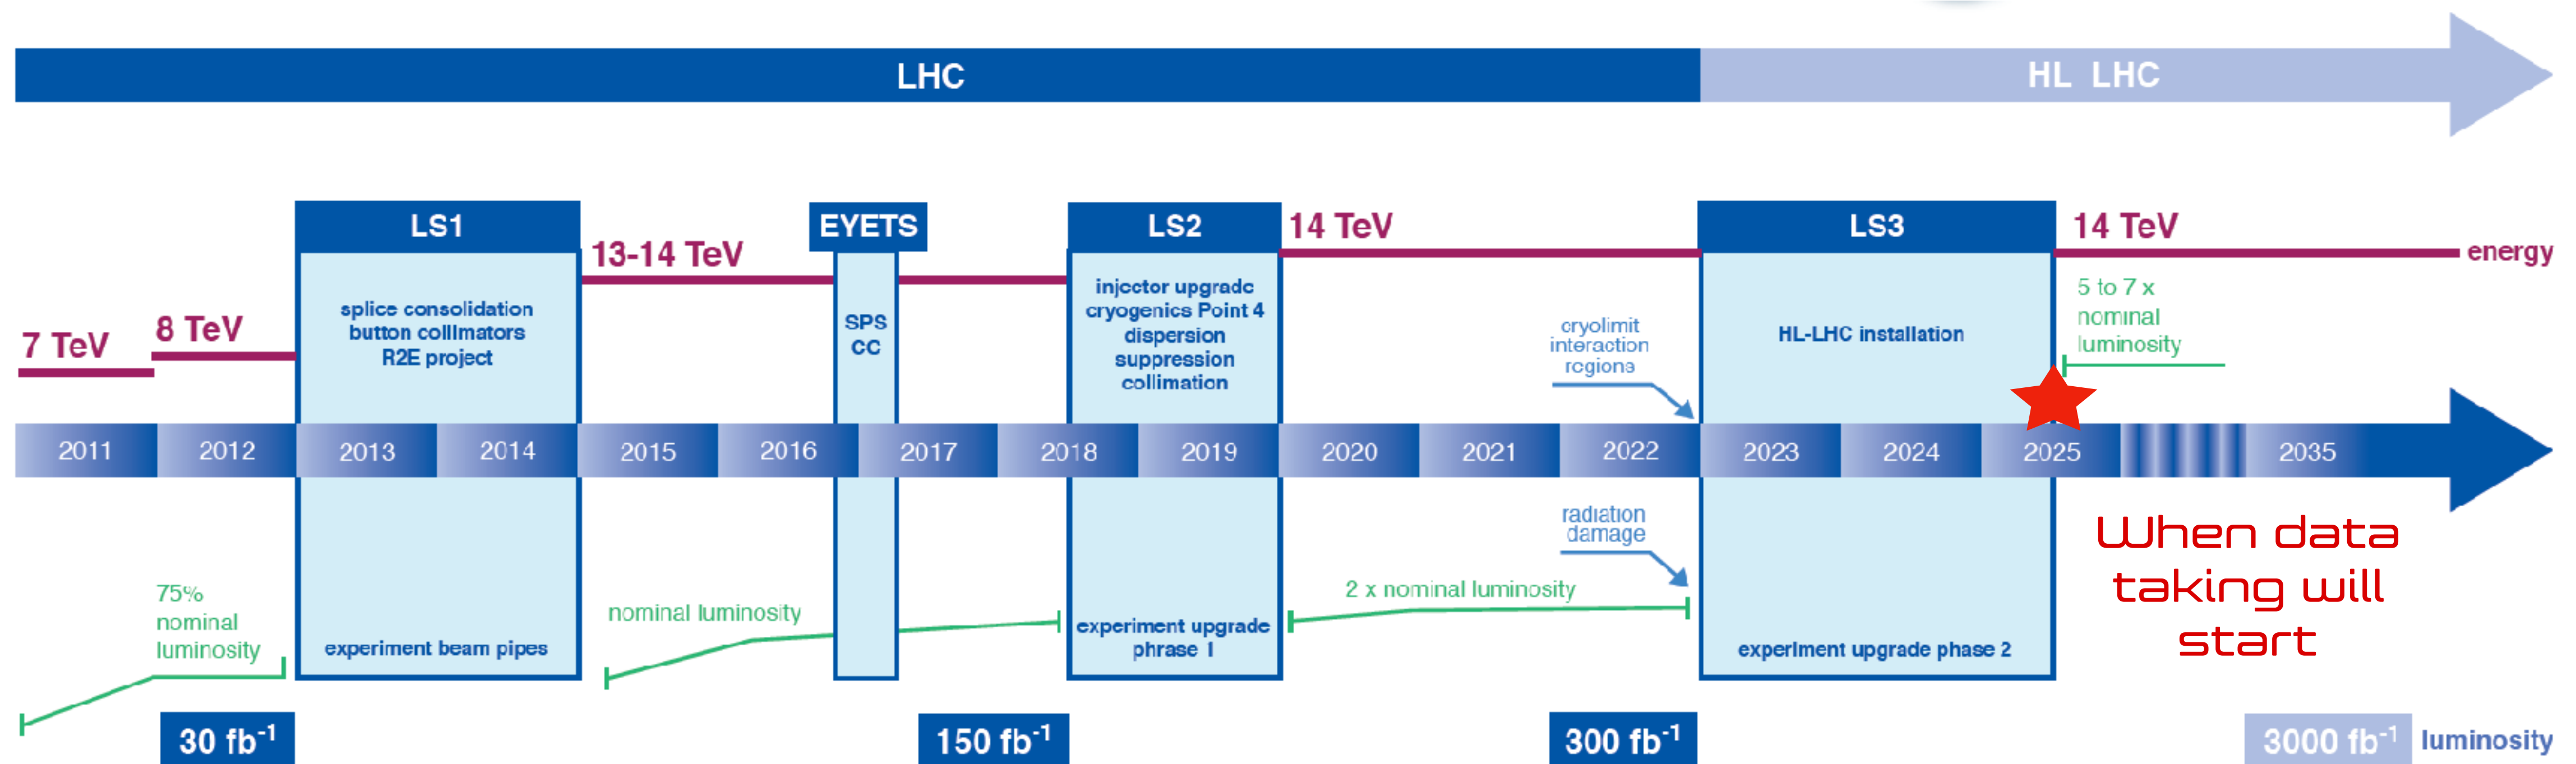 LHC
HL LHC
LS1
EYETS
LS2
14 TeV
LS3
14 TeV
13-14 TeV
energy
7 TeV
8 TeV
splice consolidation
button collimators
R2E project
SPS
CC
injector upgrade
cryogenics Point 4
dispersion
suppression
collimation
cryolimit
interaction
regions
HL-LHC installation
5 to 7 x
nominal
luminosity
2011
2012
2013
2014
2015
2016
2017
2018
2019
2020
2021
2022
2023
2024
2025
2035
radiation
damage
When data
taking will
start
75%
nominal
luminosity
nominal luminosity
2 x nominal luminosity
experiment beam pipes
experiment upgrade
phrase 1
experiment upgrade phase 2
30 fb⁻¹
150 fb⁻¹
300 fb⁻¹
3000 fb⁻¹
luminosity